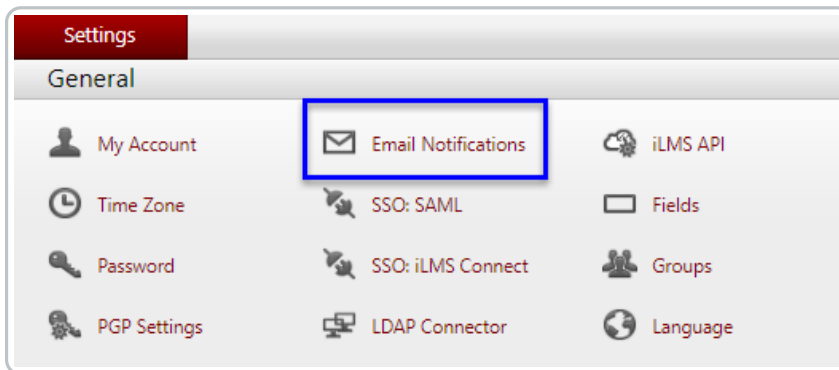 Settings
General
My Account
Email Notifications
iLMS API
Time Zone
SSO: SAML
Fields
Password
SSO: iLMS Connect
Groups
PGP Settings
LDAP Connector
Language